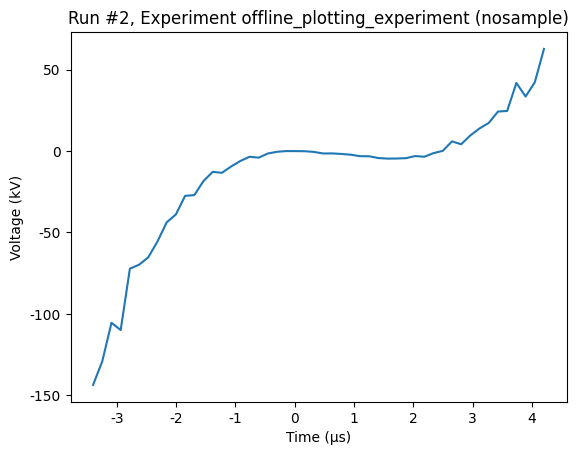 Run #2, Experiment offline_plotting_experiment (nosample)
50
0
-50
-100
-150
Voltage (kV)
-3 -2 -1 0 1 2 3 4
Time (µs)